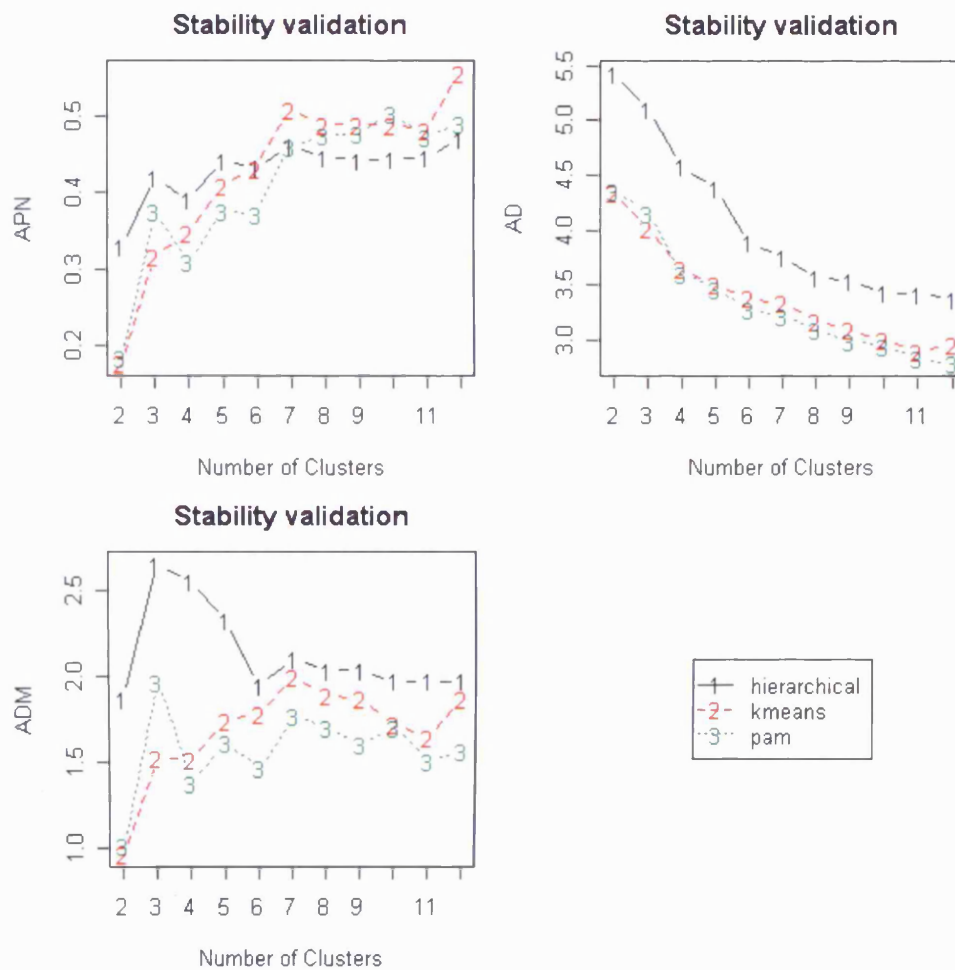 Stability validation
APN
0.2 0.3 0.4 0.5
2 3 4 5 6 7 8 9 11
Number of Clusters
Stability validation
AD
3.0 3.5 4.0 4.5 5.0 5.5
2 3 4 5 6 7 8 9 11
Number of Clusters
Stability validation
ADM
1.0 1.5 2.0 2.5
2 3 4 5 6 7 8 9 11
Number of Clusters
1 hierarchical
2 kmeans
3 pam